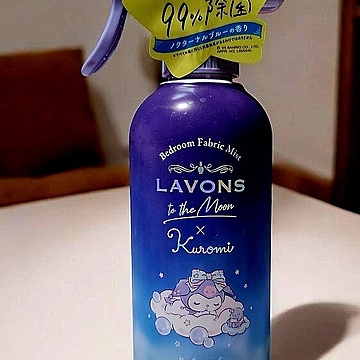 99%除菌
ノクターナルブルーの香り
Bedroom Fabric Mist
LAVONS
to the Moon
×
Kuromi